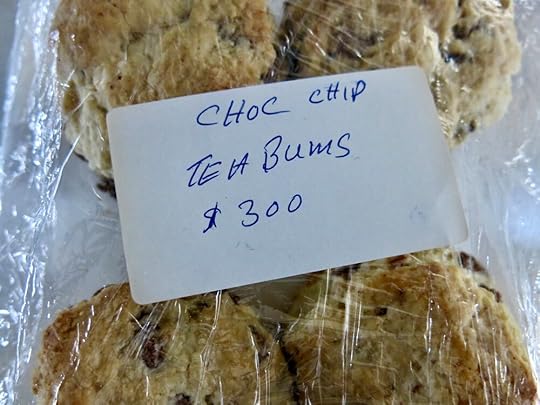 CHOC CHIP
TEA BUMS
$ 300